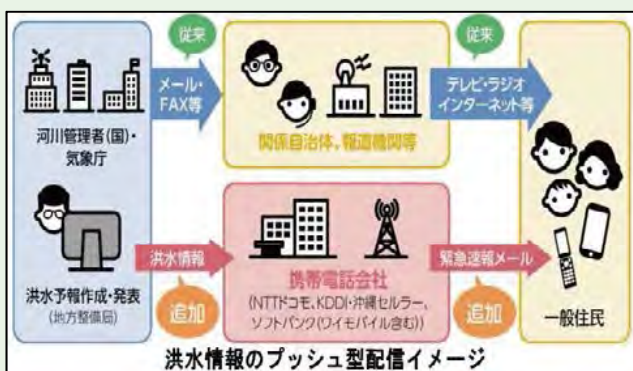 従来
従来
メール・
FAX等
テレビ・ラジオ
インターネット等
河川管理者(国)・
気象庁
関係自治体、報道機関等
洪水情報
緊急速報メール
携帯電話会社
洪水予報作成・発表
(地方整備局)
追加
(NTTドコモ、KDDI・沖縄セルラー、
ソフトバンク(ワイモバイル含む))
追加
一般住民
洪水情報のプッシュ型配信イメージ